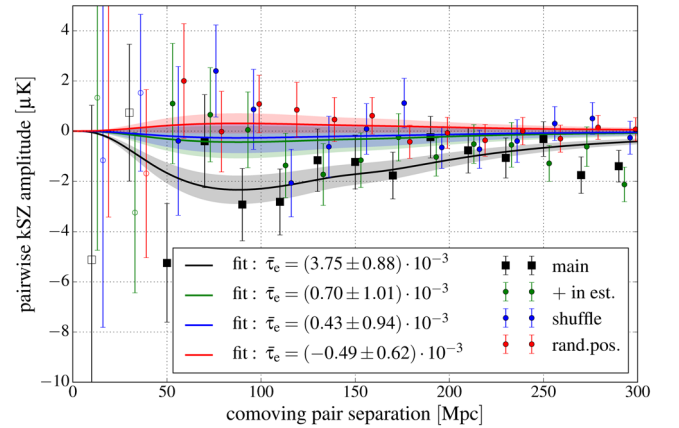 pairwise kSZ amplitude [μK]
4
2
0
−2
−4
−6
−8
−10
fit : τ̄e = (3.75 ± 0.88) · 10⁻³
fit : τ̄e = (0.70 ± 1.01) · 10⁻³
fit : τ̄e = (0.43 ± 0.94) · 10⁻³
fit : τ̄e = (−0.49 ± 0.62) · 10⁻³
main
+ in est.
shuffle
rand.pos.
0 50 100 150 200 250 300
comoving pair separation [Mpc]